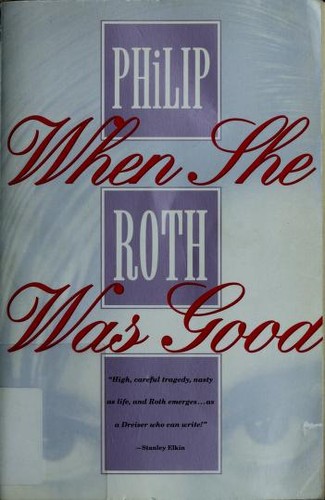 PHiLIP
When She
ROTH
Was Good
"High, careful tragedy, nasty
as life, and Roth emerges...as
a Dreiser who can write!"
—Stanley Elkin